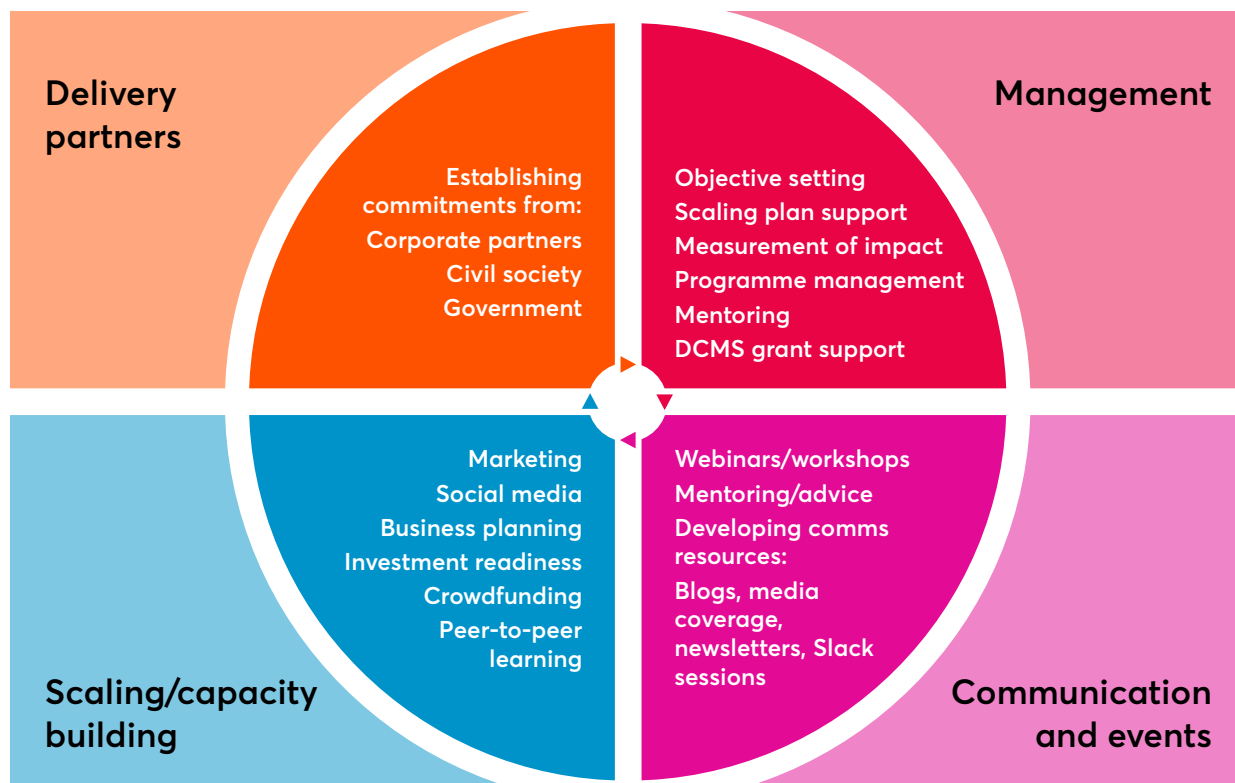 Delivery
partners
Establishing
commitments from:
Corporate partners
Civil society
Government
Management
Objective setting
Scaling plan support
Measurement of impact
Programme management
Mentoring
DCMS grant support
Scaling/capacity
building
Marketing
Social media
Business planning
Investment readiness
Crowdfunding
Peer-to-peer
learning
Communication
and events
Webinars/workshops
Mentoring/advice
Developing comms
resources:
Blogs, media
coverage,
newsletters, Slack
sessions